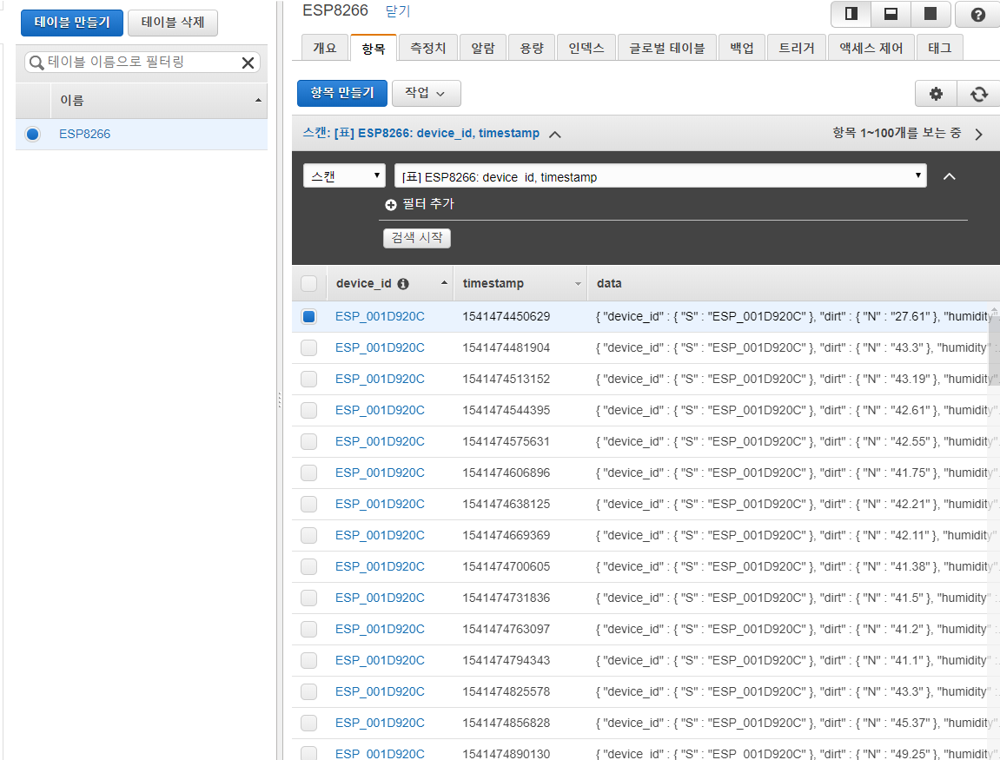 테이블 만들기 테이블 삭제
테이블 이름으로 필터링
이름
ESP8266
ESP8266 닫기
개요 항목 측정치 알람 용량 인덱스 글로벌 테이블 백업 트리거 액세스 제어 태그
항목 만들기 작업
스캔: [표] ESP8266: device_id, timestamp 항목 1~100개를 보는 중
스캔 [표] ESP8266: device_id, timestamp
필터 추가
검색 시작
device_id timestamp data
ESP_001D920C 1541474450629 { "device_id" : { "S" : "ESP_001D920C" }, "dirt" : { "N" : "27.61" }, "humidity"
ESP_001D920C 1541474481904 { "device_id" : { "S" : "ESP_001D920C" }, "dirt" : { "N" : "43.3" }, "humidity" :
ESP_001D920C 1541474513152 { "device_id" : { "S" : "ESP_001D920C" }, "dirt" : { "N" : "43.19" }, "humidity"
ESP_001D920C 1541474544395 { "device_id" : { "S" : "ESP_001D920C" }, "dirt" : { "N" : "42.61" }, "humidity"
ESP_001D920C 1541474575631 { "device_id" : { "S" : "ESP_001D920C" }, "dirt" : { "N" : "42.55" }, "humidity"
ESP_001D920C 1541474606896 { "device_id" : { "S" : "ESP_001D920C" }, "dirt" : { "N" : "41.75" }, "humidity"
ESP_001D920C 1541474638125 { "device_id" : { "S" : "ESP_001D920C" }, "dirt" : { "N" : "42.21" }, "humidity"
ESP_001D920C 1541474669369 { "device_id" : { "S" : "ESP_001D920C" }, "dirt" : { "N" : "42.11" }, "humidity"
ESP_001D920C 1541474700605 { "device_id" : { "S" : "ESP_001D920C" }, "dirt" : { "N" : "41.38" }, "humidity"
ESP_001D920C 1541474731836 { "device_id" : { "S" : "ESP_001D920C" }, "dirt" : { "N" : "41.5" }, "humidity" :
ESP_001D920C 1541474763097 { "device_id" : { "S" : "ESP_001D920C" }, "dirt" : { "N" : "41.2" }, "humidity" :
ESP_001D920C 1541474794343 { "device_id" : { "S" : "ESP_001D920C" }, "dirt" : { "N" : "41.1" }, "humidity" :
ESP_001D920C 1541474825578 { "device_id" : { "S" : "ESP_001D920C" }, "dirt" : { "N" : "43.3" }, "humidity" :
ESP_001D920C 1541474856828 { "device_id" : { "S" : "ESP_001D920C" }, "dirt" : { "N" : "45.37" }, "humidity"
ESP_001D920C 1541474890130 { "device_id" : { "S" : "ESP_001D920C" }, "dirt" : { "N" : "49.25" }, "humidity"